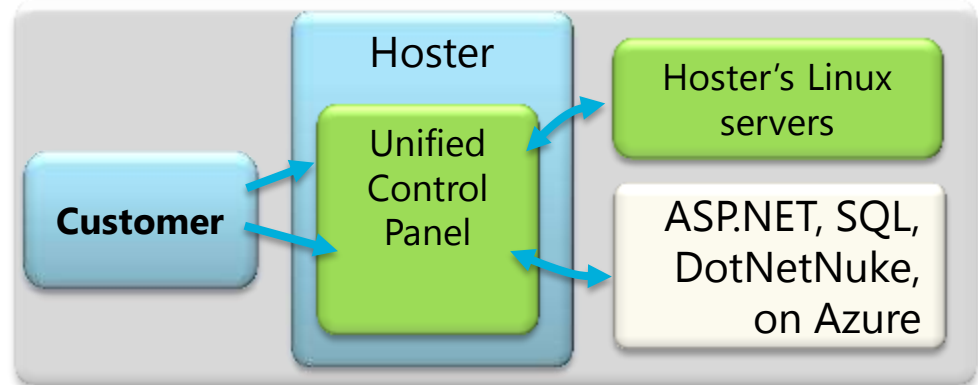 Hoster
Hoster’s Linux
servers
Unified
Control
Panel
Customer
ASP.NET, SQL,
DotNetNuke,
on Azure